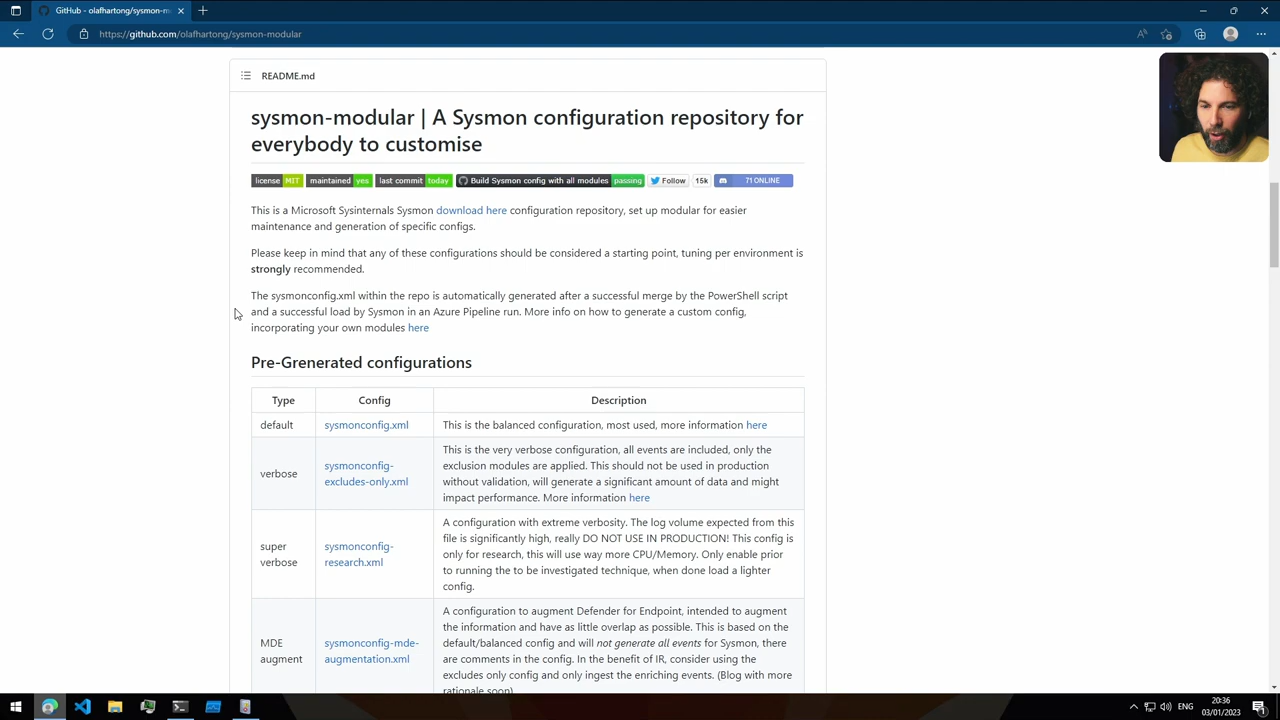 GitHub - olafhartong/sysmon-m
https://github.com/olafhartong/sysmon-modular
README.md
sysmon-modular | A Sysmon configuration repository for
everybody to customise
license MIT maintained yes last commit today Build Sysmon config with all modules passing Follow 15k 71 ONLINE
This is a Microsoft Sysinternals Sysmon download here configuration repository, set up modular for easier
maintenance and generation of specific configs.
Please keep in mind that any of these configurations should be considered a starting point, tuning per environment is
strongly recommended.
The sysmonconfig.xml within the repo is automatically generated after a successful merge by the PowerShell script
and a successful load by Sysmon in an Azure Pipeline run. More info on how to generate a custom config,
incorporating your own modules here
Pre-Grenerated configurations
Type Config Description
default sysmonconfig.xml This is the balanced configuration, most used, more information here
verbose
sysmonconfig-
excludes-only.xml
This is the very verbose configuration, all events are included, only the
exclusion modules are applied. This should not be used in production
without validation, will generate a significant amount of data and might
impact performance. More information here
super
verbose
sysmonconfig-
research.xml
A configuration with extreme verbosity. The log volume expected from this
file is significantly high, really DO NOT USE IN PRODUCTION! This config is
only for research, this will use way more CPU/Memory. Only enable prior
to running the to be investigated technique, when done load a lighter
config.
MDE
augment
sysmonconfig-mde-
augmentation.xml
A configuration to augment Defender for Endpoint, intended to augment
the information and have as little overlap as possible. This is based on the
default/balanced config and will not generate all events for Sysmon, there
are comments in the config. In the benefit of IR, consider using the
excludes only config and only ingest the enriching events. (Blog with more
rationale soon)
ENG
20:36
03/01/2023